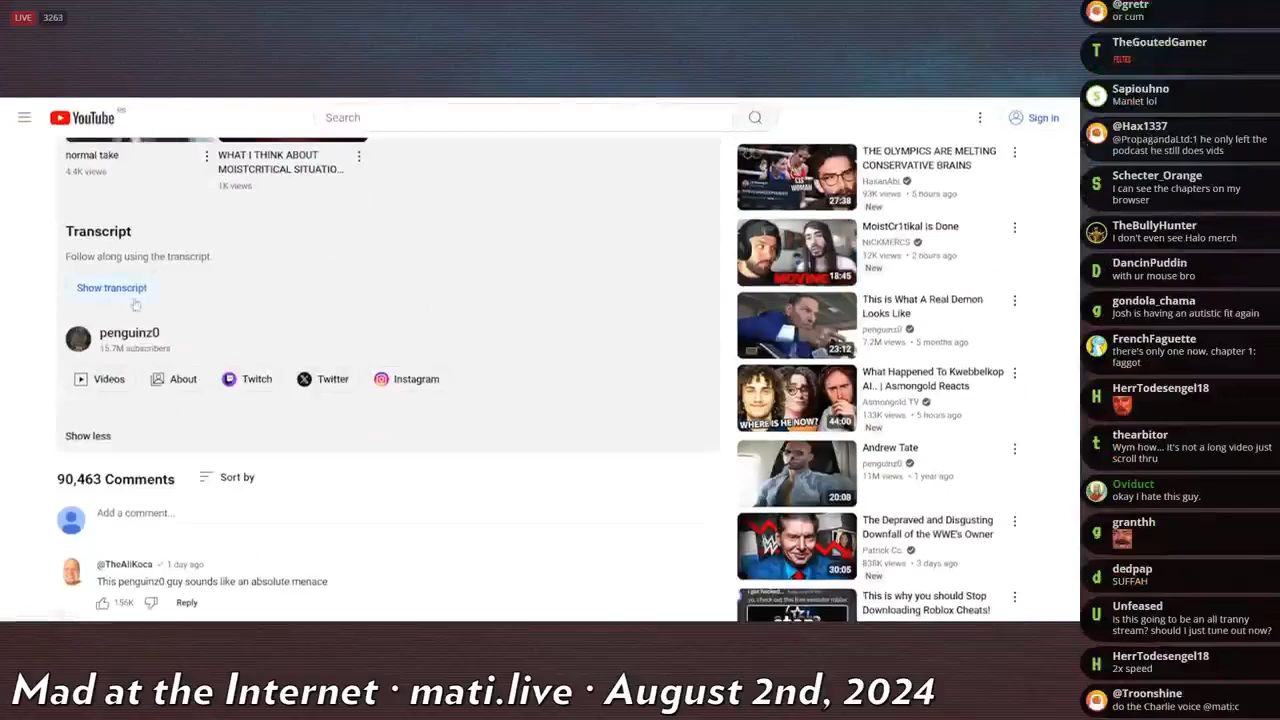 LIVE 3263
YouTube
Search
Sign in
normal take
4.4K views
WHAT I THINK ABOUT
MOISTCRITICAL SITUATIO...
1K views
Transcript
Follow along using the transcript.
Show transcript
penguinz0
15.7M subscribers
Videos
About
Twitch
Twitter
Instagram
Show less
90,463 Comments
Sort by
Add a comment...
@TheAliKoca 1 day ago
This penguinz0 guy sounds like an absolute menace
156K
Reply
THE OLYMPICS ARE MELTING
CONSERVATIVE BRAINS
HasanAbi
93K views • 5 hours ago
New
27:38
MoistCr1tikal is Done
NICKMERCS
12K views • 2 hours ago
New
MOVING
18:45
This is What A Real Demon
Looks Like
penguinz0
7.2M views • 5 months ago
23:12
What Happened To Kwebbelkop
AI.. | Asmongold Reacts
Asmongold TV
133K views • 5 hours ago
New
WHERE IS HE NOW?
44:00
Andrew Tate
penguinz0
11M views • 1 year ago
20:08
The Depraved and Disgusting
Downfall of the WWE's Owner
Patrick Cc.
838K views • 3 days ago
New
30:05
This is why you should Stop
Downloading Roblox Cheats!
Mad at the Internet · mati.live · August 2nd, 2024
@gretr
or cum
TheGoutedGamer
Sapiouhno
Manlet lol
@Hax1337
@PropagandaLtd:1 he only left the
podcast he still does vids
Schecter_Orange
I can see the chapters on my
browser
TheBullyHunter
I don't even see Halo merch
DancinPuddin
with ur mouse bro
gondola_chama
Josh is having an autistic fit again
FrenchFaguette
there's only one now, chapter 1:
faggot
HerrTodesengel18
thearbitor
Wym how... it's not a long video just
scroll thru
Oviduct
okay I hate this guy.
granthh
dedpap
SUFFAH
Unfeased
is this going to be an all tranny
stream? should I just tune out now?
HerrTodesengel18
2x speed
@Troonshine
do the Charlie voice @mati:c